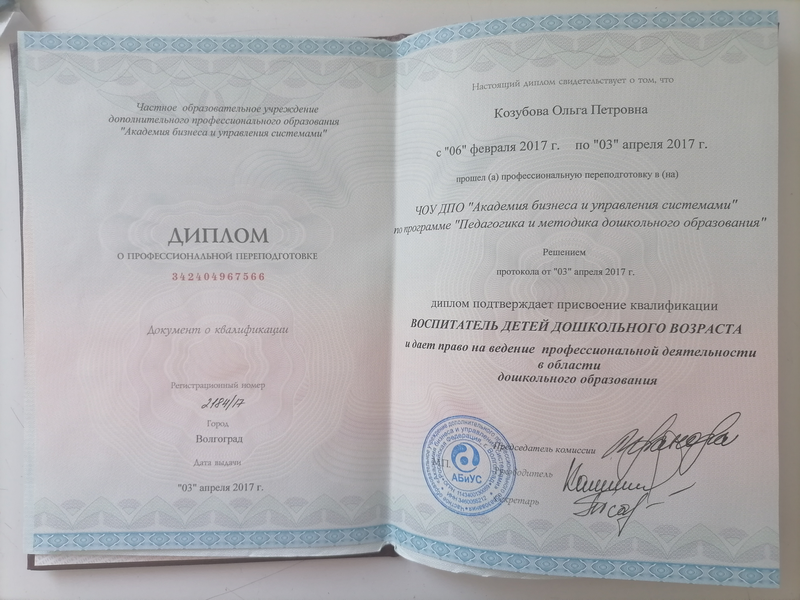 Частное образовательное учреждение
дополнительного профессионального образования
"Академия бизнеса и управления системами"
ДИПЛОМ
О ПРОФЕССИОНАЛЬНОЙ ПЕРЕПОДГОТОВКЕ
342404967566
Документ о квалификации
Регистрационный номер
2184/17
Город
Волгоград
Дата выдачи
"03" апреля 2017 г.
Настоящий диплом свидетельствует о том, что
Козубова Ольга Петровна
с "06" февраля 2017 г. по "03" апреля 2017 г.
прошел (а) профессиональную переподготовку в (на)
ЧОУ ДПО "Академия бизнеса и управления системами"
по программе "Педагогика и методика дошкольного образования"
Решением
протокола от "03" апреля 2017 г.
диплом подтверждает присвоение квалификации
ВОСПИТАТЕЛЬ ДЕТЕЙ ДОШКОЛЬНОГО ВОЗРАСТА
и дает право на ведение профессиональной деятельности
в области
дошкольного образования
Председатель комиссии
М.П.
Руководитель
АБиУС
Секретарь